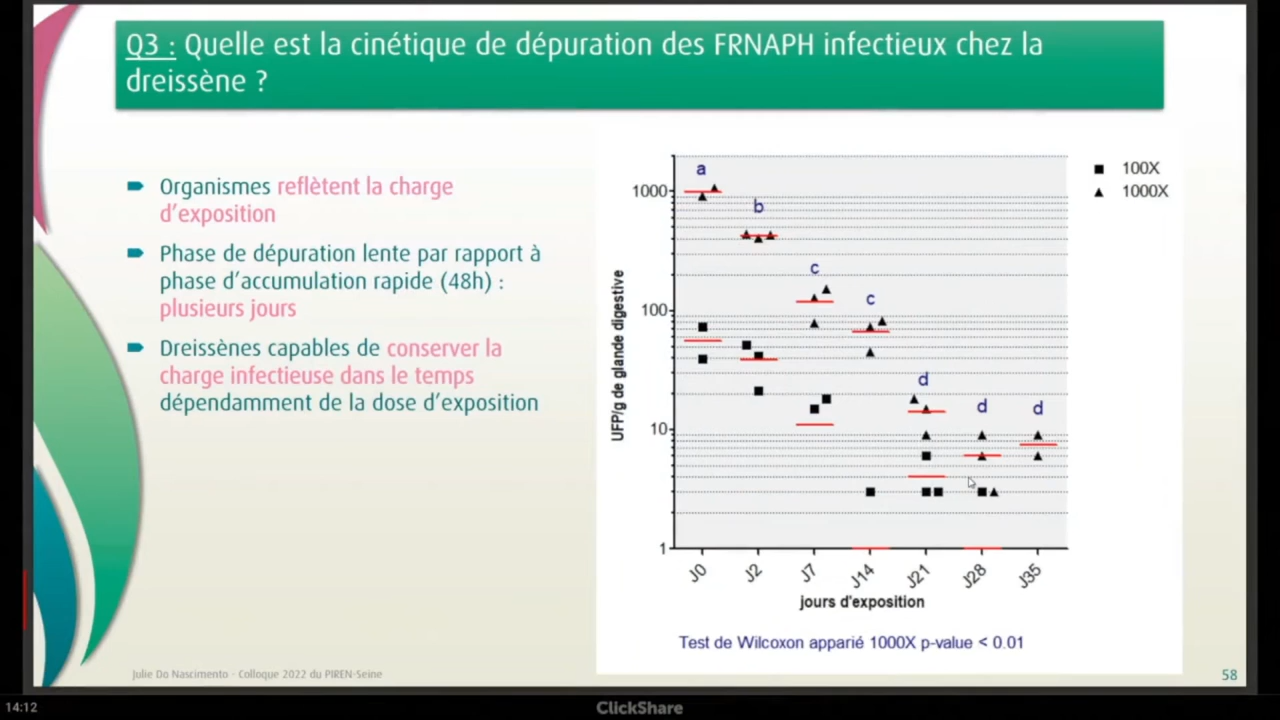 Q3 : Quelle est la cinétique de dépuration des FRNAPH infectieux chez la
dreissène ?
Organismes reflètent la charge
d'exposition
Phase de dépuration lente par rapport à
phase d'accumulation rapide (48h) :
plusieurs jours
Dreissènes capables de conserver la
charge infectieuse dans le temps
dépendamment de la dose d'exposition
UFP/g de glande digestive
1000
100
10
1
a
b
c
c
d
d
d
100X
1000X
J0
J2
J7
J14
J21
J28
J35
jours d'exposition
Test de Wilcoxon apparié 1000X p-value < 0.01
Julie Do Nascimento - Colloque 2022 du PIREN-Seine
58
14:12
ClickShare